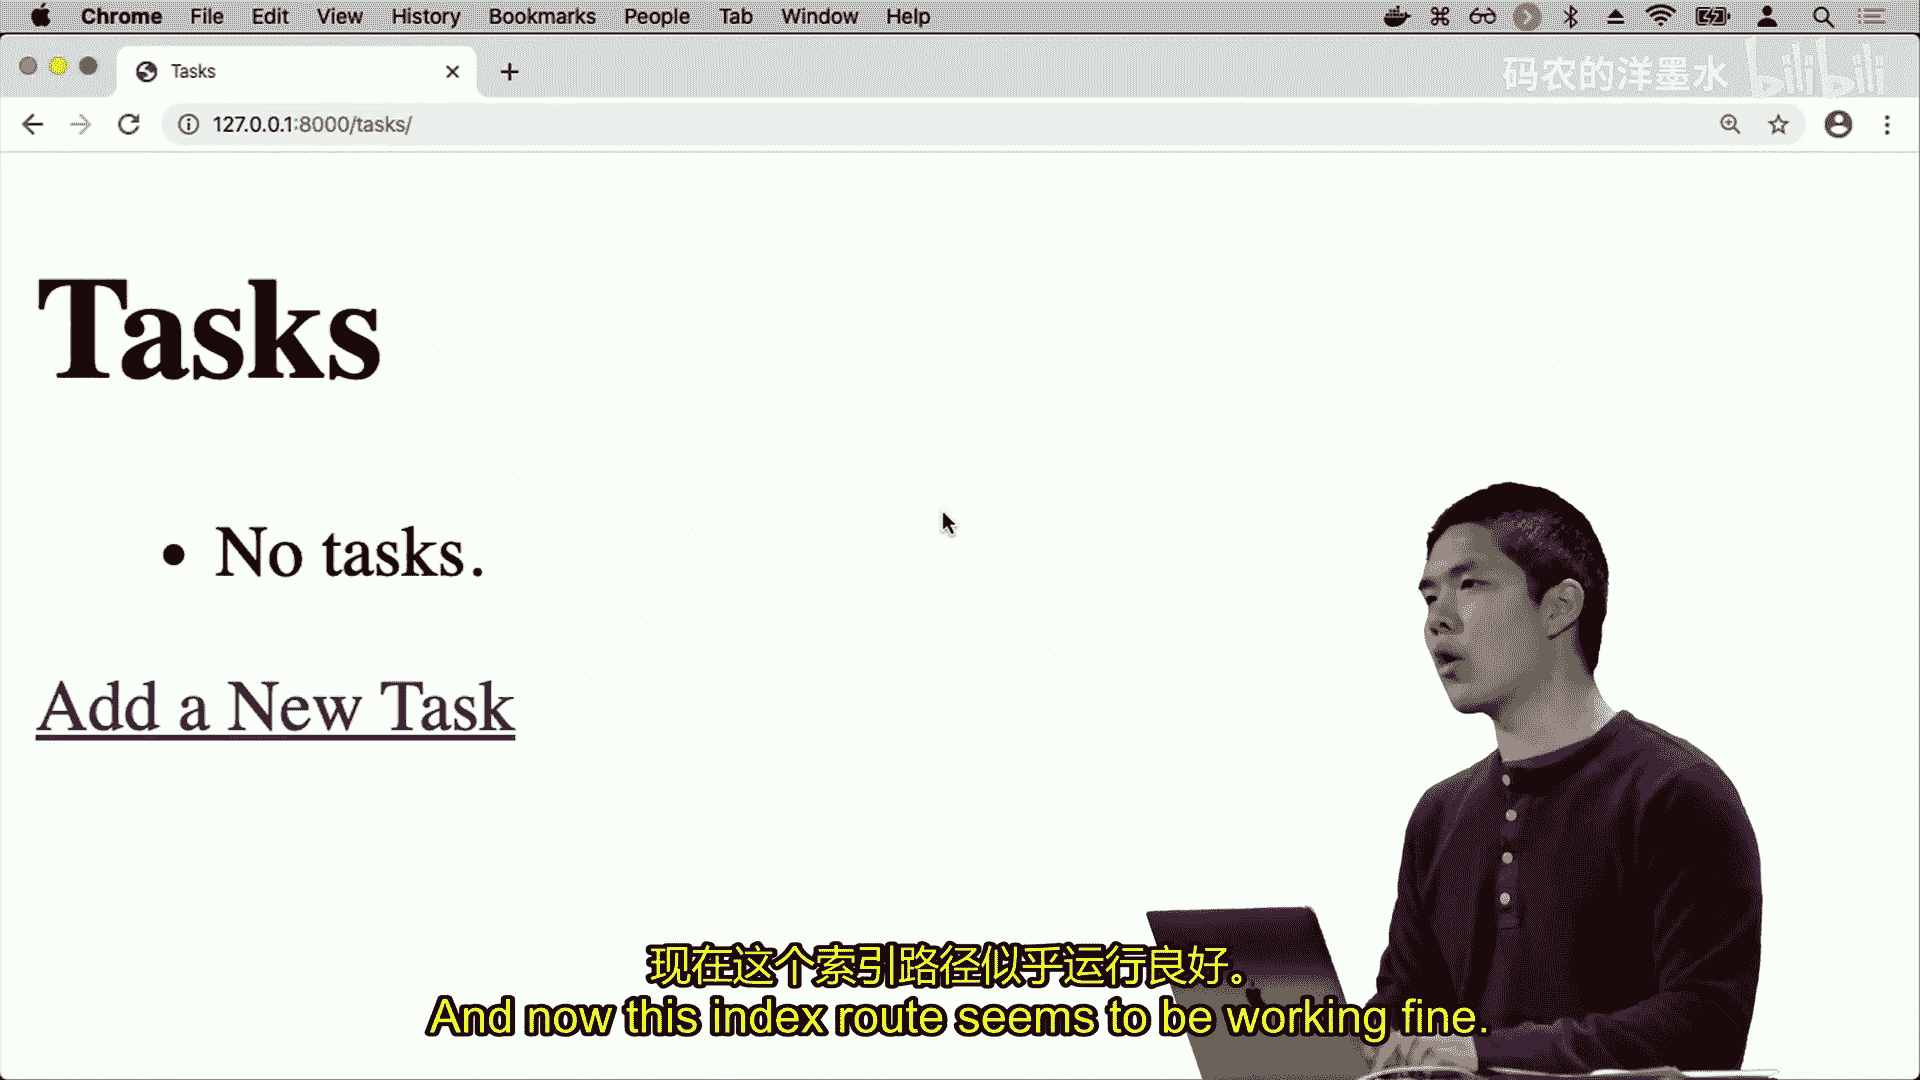 Chrome File Edit View History Bookmarks People Tab Window Help
Tasks
码农的洋墨水 bilibili
127.0.0.1:8000/tasks/
Tasks
• No tasks.
Add a New Task
现在这个索引路径似乎运行良好。
And now this index route seems to be working fine.